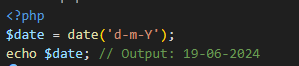 <?php
$date = date('d-m-Y');
echo $date; // Output: 19-06-2024